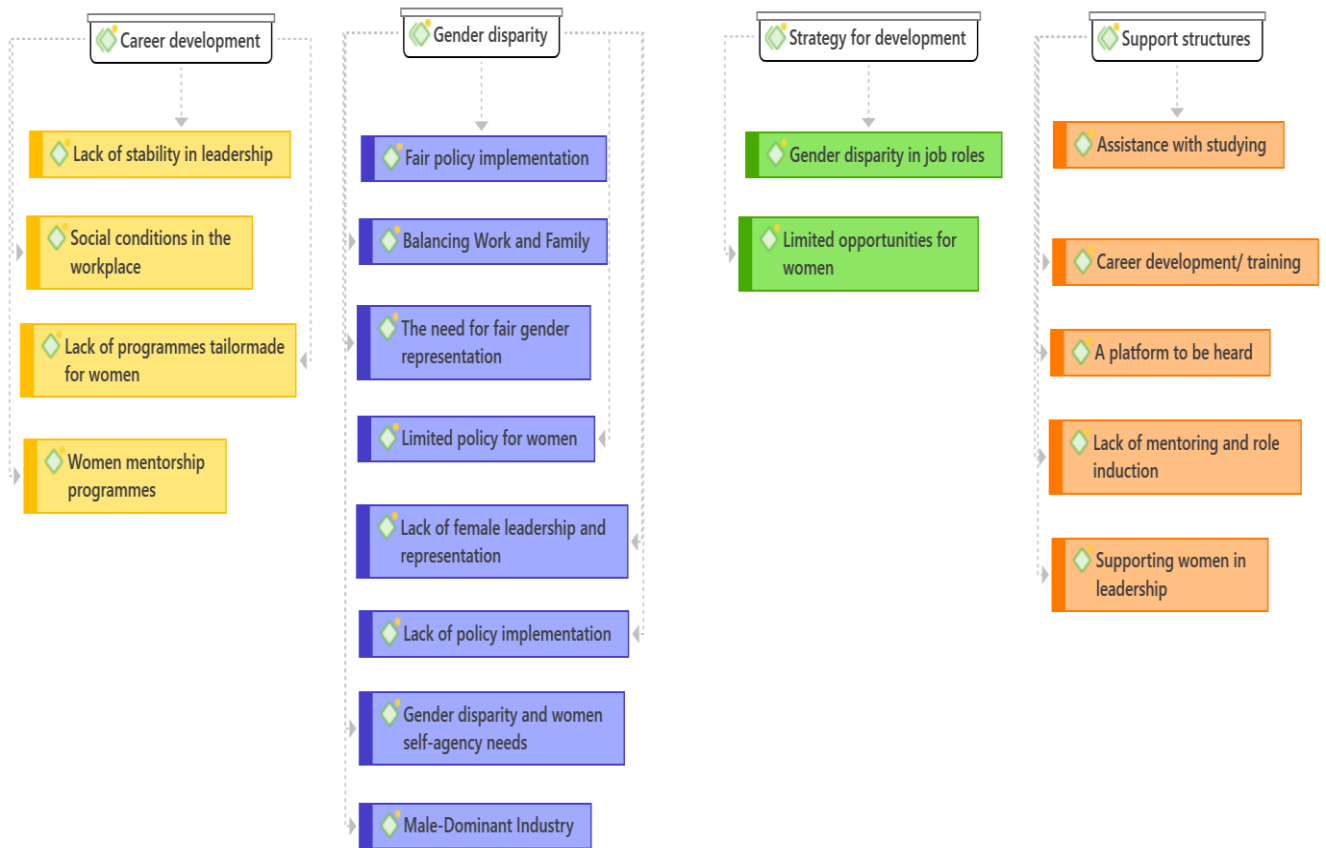 Career development
Lack of stability in leadership
Social conditions in the
workplace
Lack of programmes tailormade
for women
Women mentorship
programmes
Gender disparity
Fair policy implementation
Balancing Work and Family
The need for fair gender
representation
Limited policy for women
Lack of female leadership and
representation
Lack of policy implementation
Gender disparity and women
self-agency needs
Male-Dominant Industry
Strategy for development
Gender disparity in job roles
Limited opportunities for
women
Support structures
Assistance with studying
Career development/ training
A platform to be heard
Lack of mentoring and role
induction
Supporting women in
leadership